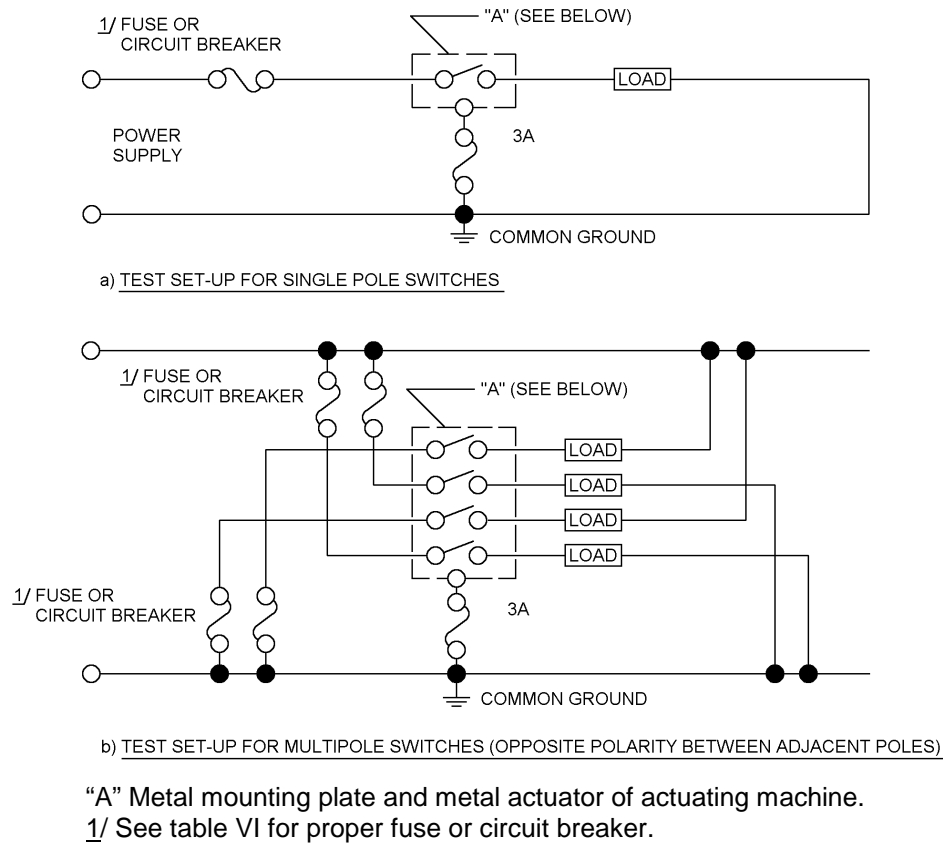 "A" (SEE BELOW)
1/ FUSE OR
CIRCUIT BREAKER
LOAD
POWER
SUPPLY
3A
COMMON GROUND
a) TEST SET-UP FOR SINGLE POLE SWITCHES
1/ FUSE OR
CIRCUIT BREAKER
"A" (SEE BELOW)
LOAD
LOAD
LOAD
LOAD
1/ FUSE OR
CIRCUIT BREAKER
3A
COMMON GROUND
b) TEST SET-UP FOR MULTIPOLE SWITCHES (OPPOSITE POLARITY BETWEEN ADJACENT POLES)
“A” Metal mounting plate and metal actuator of actuating machine.
1/ See table VI for proper fuse or circuit breaker.